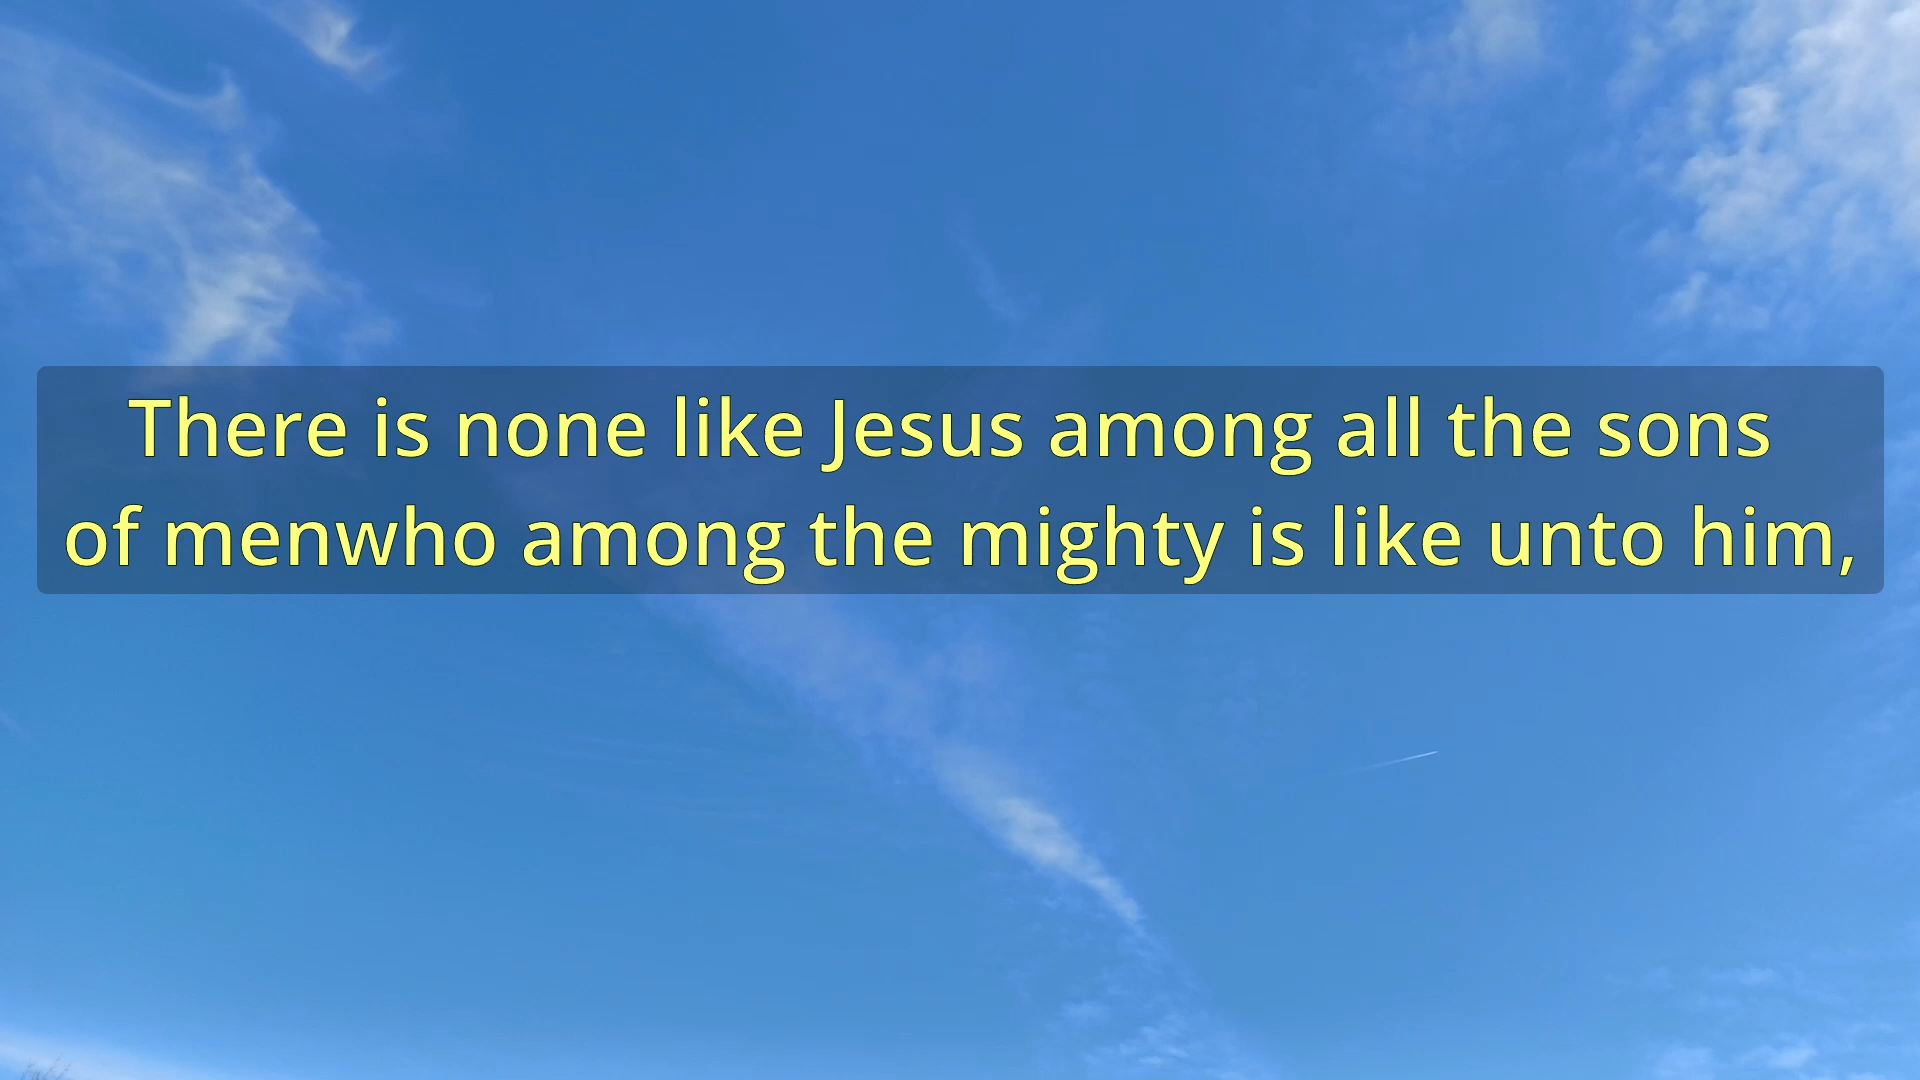 There is none like Jesus among all the sons
of menwho among the mighty is like unto him,